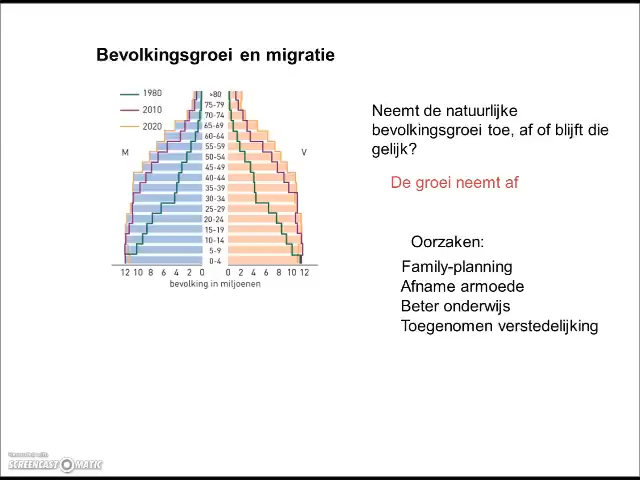 Bevolkingsgroei en migratie
1980
2010
2020
M
V
>80
75-79
70-74
65-69
60-64
55-59
50-54
45-49
40-44
35-39
30-34
25-29
20-24
15-19
10-14
5-9
0-4
12 10 8 6 4 2 0 0 2 4 6 8 10 12
bevolking in miljoenen
Neemt de natuurlijke
bevolkingsgroei toe, af of blijft die
gelijk?
De groei neemt af
Oorzaken:
Family-planning
Afname armoede
Beter onderwijs
Toegenomen verstedelijking
SCREENCAST-O-MATIC